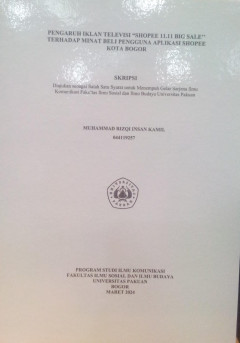 PENGARUH IKLAN TELEVISI "SHOPEE 11.11 BIG SALE"
TERHADAP MINAT BELI PENGGUNA APLIKASI SHOPEE
KOTA BOGOR
SKRIPSI
Diajukan sebagai Salah Satu Syarat untuk Menempuh Gelar Sarjana Ilmu
Komunikasi Fakultas Ilmu Sosial dan Ilmu Budaya Universitas Pakuan
MUHAMMAD RIZQI INSAN KAMIL
044119257
PROGRAM STUDI ILMU KOMUNIKASI
FAKULTAS ILMU SOSIAL DAN ILMU BUDAYA
UNIVERSITAS PAKUAN
BOGOR
MARET 2024